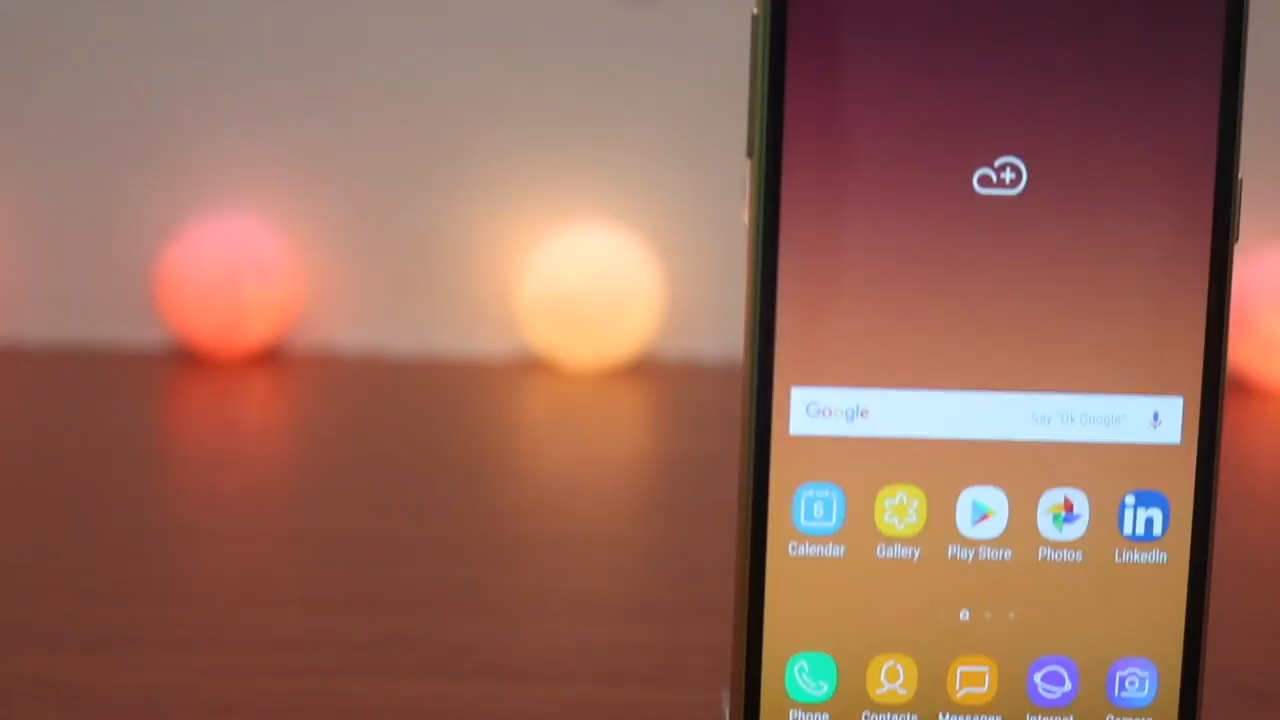 Google Say "Ok Google"
6
Calendar Gallery Play Store Photos LinkedIn
in
Phone Contacts Messages Internet Camera